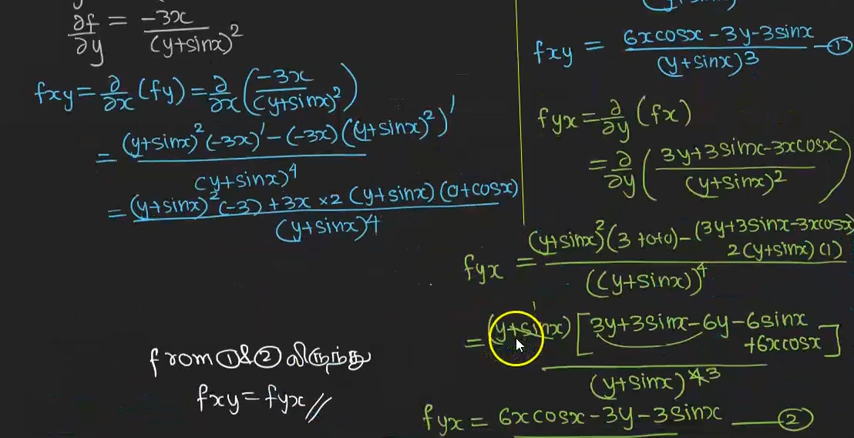 ∂f/∂y = -3x/(y+sinx)²
fxy = ∂/∂x (fy) = ∂/∂x (-3x/(y+sinx)²)
= ((y+sinx)² (-3x)' - (-3x) ((y+sinx)²)')/(y+sinx)⁴
= ((y+sinx)² (-3) + 3x × 2 (y+sinx) (0+cosx))/(y+sinx)⁴
from ① & ② லிருந்து
fxy = fyx //
fxy = (6xcosx - 3y - 3sinx)/(y+sinx)³ — ①
fyx = ∂/∂y (fx)
= ∂/∂y ((3y+3sinx-3xcosx)/(y+sinx)²)
fyx = ((y+sinx)² (3+0+0) - (3y+3sinx-3xcosx) 2(y+sinx)(1))/((y+sinx))⁴
= (y+sinx) [3y+3sinx-6y-6sinx +6xcosx]/(y+sinx)⁴ ³
fyx = 6xcosx - 3y - 3sinx — ②